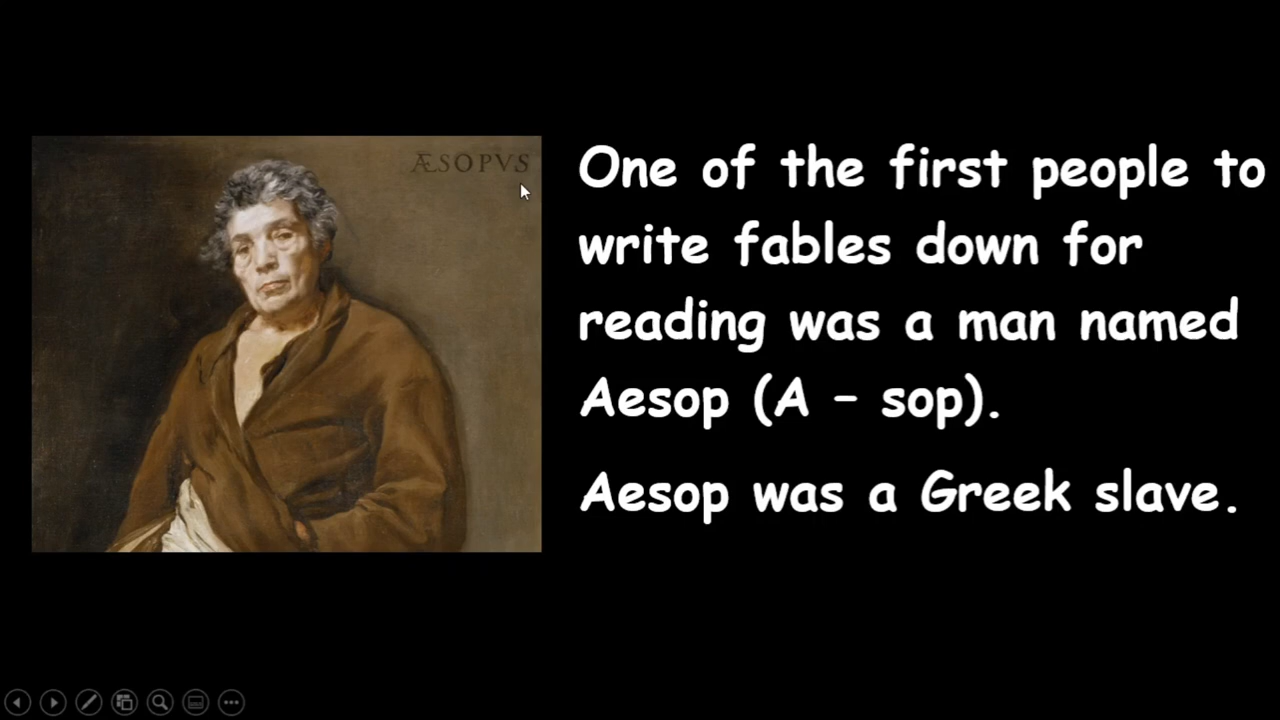 ÆSOPVS
One of the first people to
write fables down for
reading was a man named
Aesop (A – sop).
Aesop was a Greek slave.